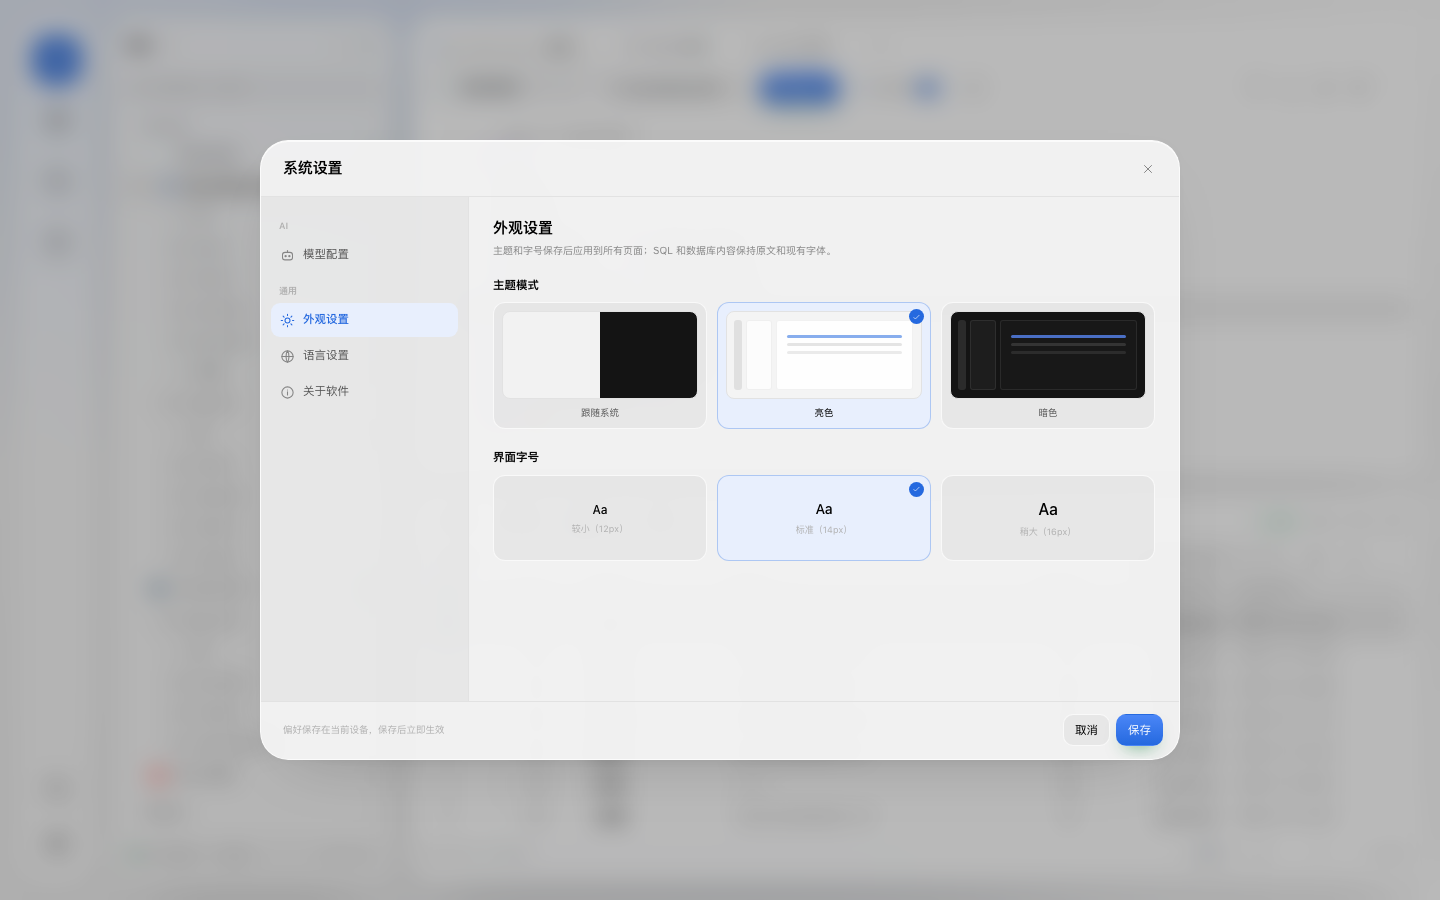 系统设置
AI
模型配置
通用
外观设置
语言设置
关于软件
外观设置
主题和字号保存后应用到所有页面；SQL 和数据库内容保持原文和现有字体。
主题模式
跟随系统
亮色
暗色
界面字号
Aa
较小（12px）
Aa
标准（14px）
Aa
稍大（16px）
偏好保存在当前设备，保存后立即生效
取消
保存